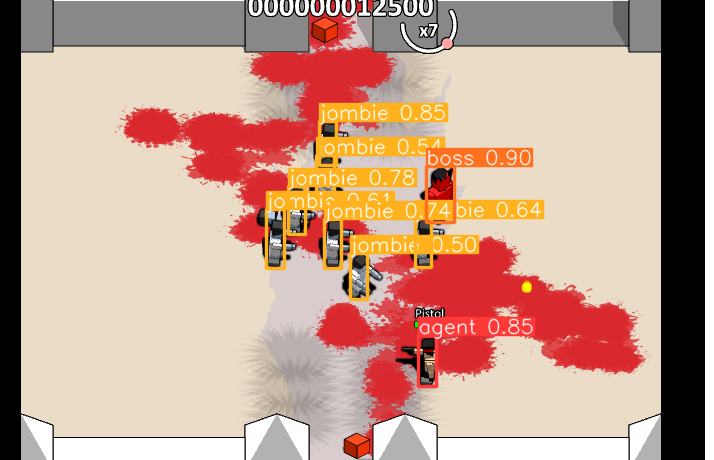 000000012500
x7
jombie 0.85
ombie 0.54
boss 0.90
jombie 0.78
jombie 0.61
jombie 0.74
bie 0.64
jombie 0.50
Pistol
agent 0.85